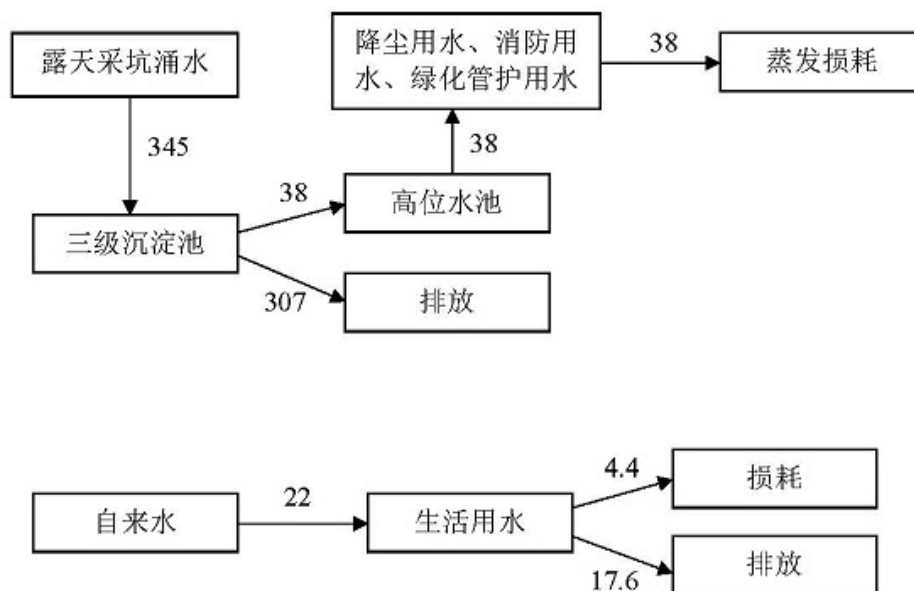 露天采坑涌水
345
三级沉淀池
38
高位水池
38
降尘用水、消防用
水、绿化管护用水
38
蒸发损耗
307
排放
自来水
22
生活用水
4.4
损耗
17.6
排放